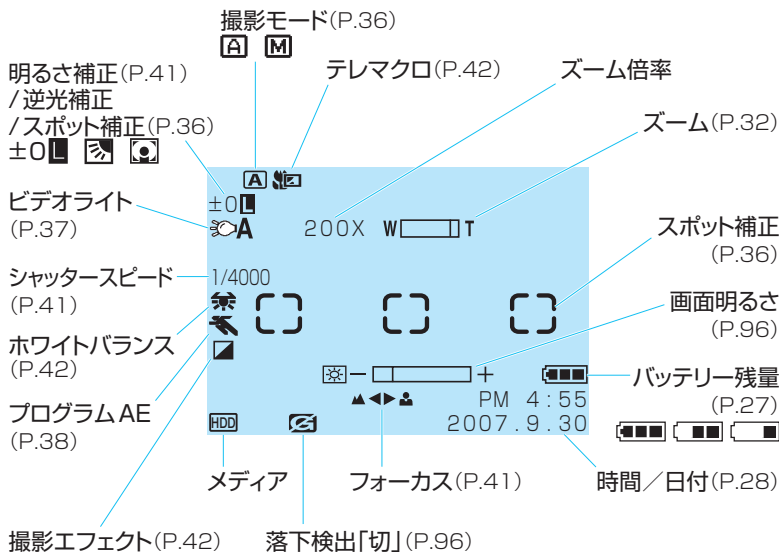 撮影モード(P.36)
A M
明るさ補正(P.41)
/逆光補正
/スポット補正(P.36)
±0 L
テレマクロ(P.42)
ズーム倍率
ズーム(P.32)
A
±0 L
A
200X W T
ビデオライト
(P.37)
スポット補正
(P.36)
シャッタースピード
(P.41)
1/4000
画面明るさ
(P.96)
ホワイトバランス
(P.42)
− +
バッテリー残量
(P.27)
プログラムAE
(P.38)
PM 4:55
HDD
2007.9.30
メディア
フォーカス(P.41)
時間／日付(P.28)
撮影エフェクト(P.42)
落下検出「切」(P.96)